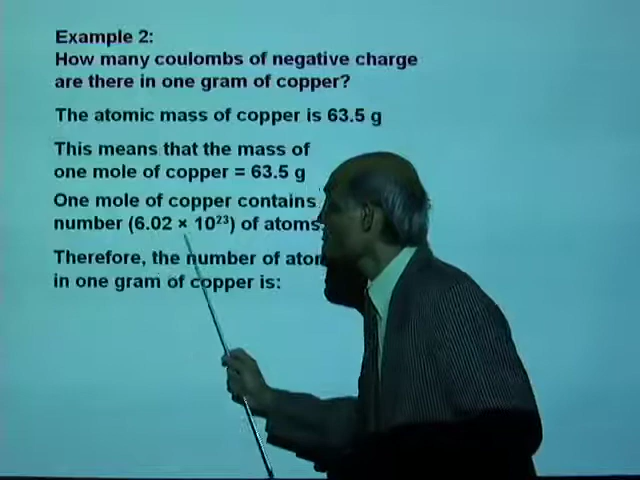 Example 2:
How many coulombs of negative charge
are there in one gram of copper?
The atomic mass of copper is 63.5 g
This means that the mass of
one mole of copper = 63.5 g
One mole of copper contains
number (6.02 × 10²³) of atoms
Therefore, the number of
in one gram of copper is: